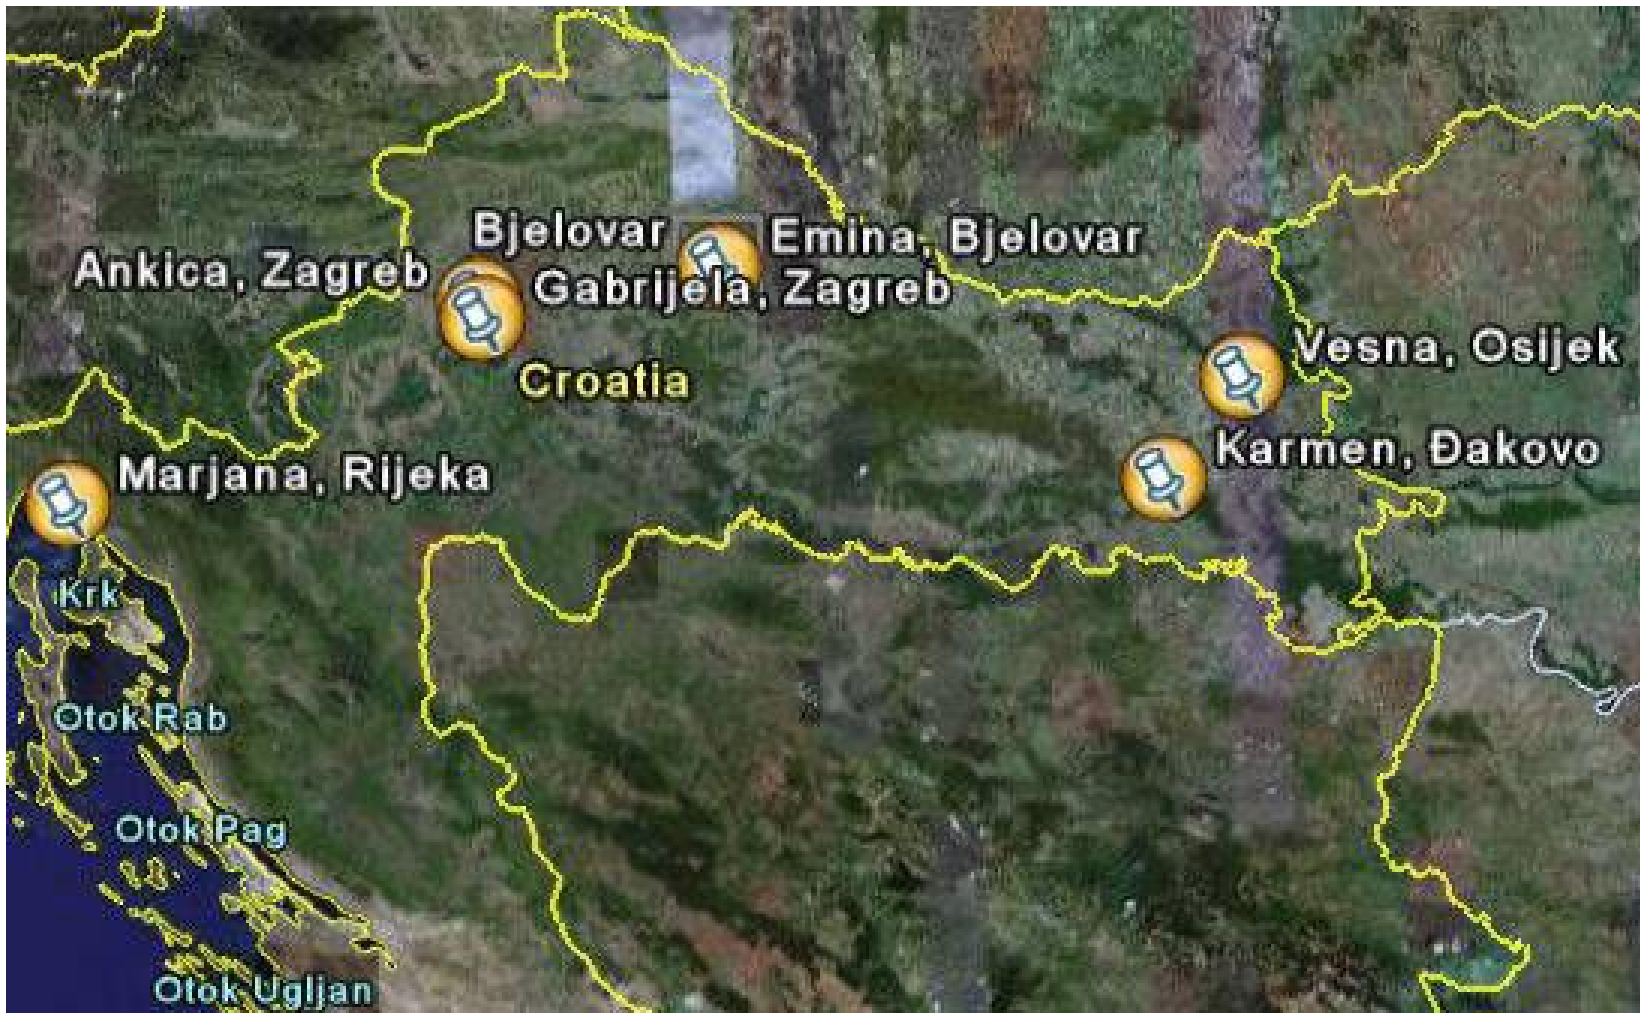 Bjelovar
Emina, Bjelovar
Ankica, Zagreb
Gabrijela, Zagreb
Vesna, Osijek
Croatia
Karmen, Đakovo
Marjana, Rijeka
Krk
Otok Rab
Otok Pag
Otok Ugljan